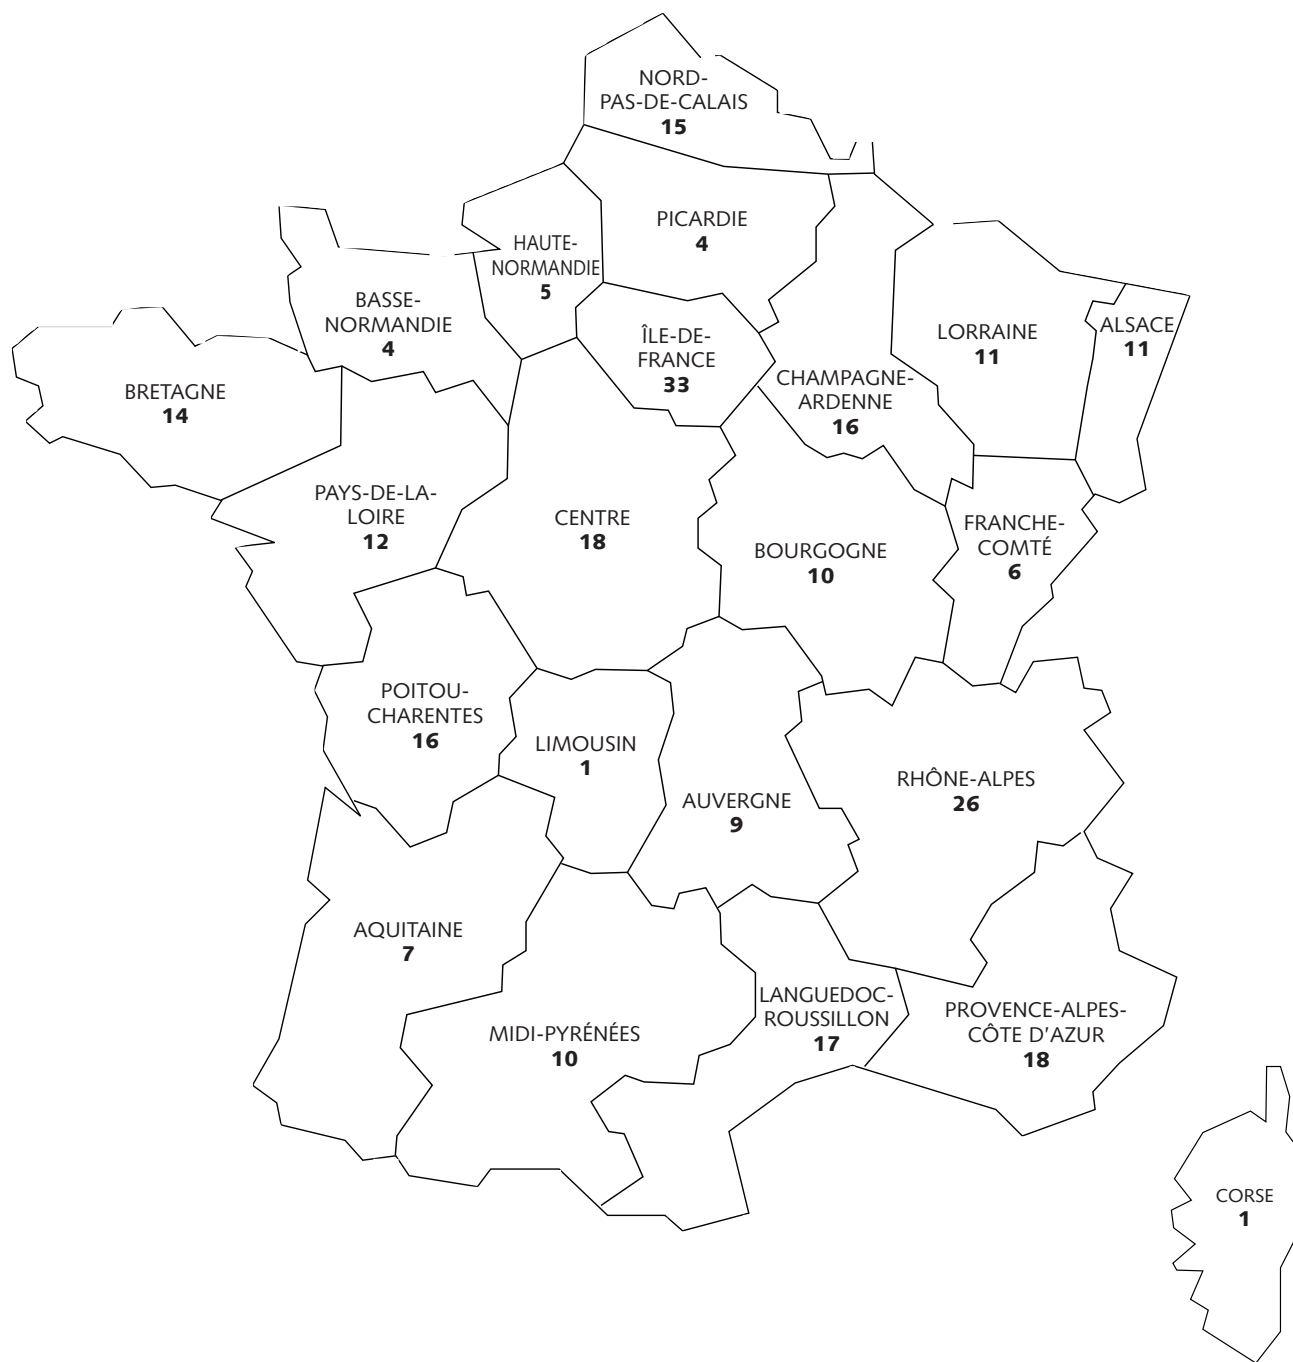 NORD-
PAS-DE-CALAIS
15
PICARDIE
4
HAUTE-
NORMANDIE
5
BASSE-
NORMANDIE
4
ÎLE-DE-
FRANCE
33
LORRAINE
11
ALSACE
11
BRETAGNE
14
CHAMPAGNE-
ARDENNE
16
PAYS-DE-LA-
LOIRE
12
CENTRE
18
BOURGOGNE
10
FRANCHE-
COMTÉ
6
POITOU-
CHARENTES
16
LIMOUSIN
1
AUVERGNE
9
RHÔNE-ALPES
26
AQUITAINE
7
MIDI-PYRÉNÉES
10
LANGUEDOC-
ROUSSILLON
17
PROVENCE-ALPES-
CÔTE D'AZUR
18
CORSE
1